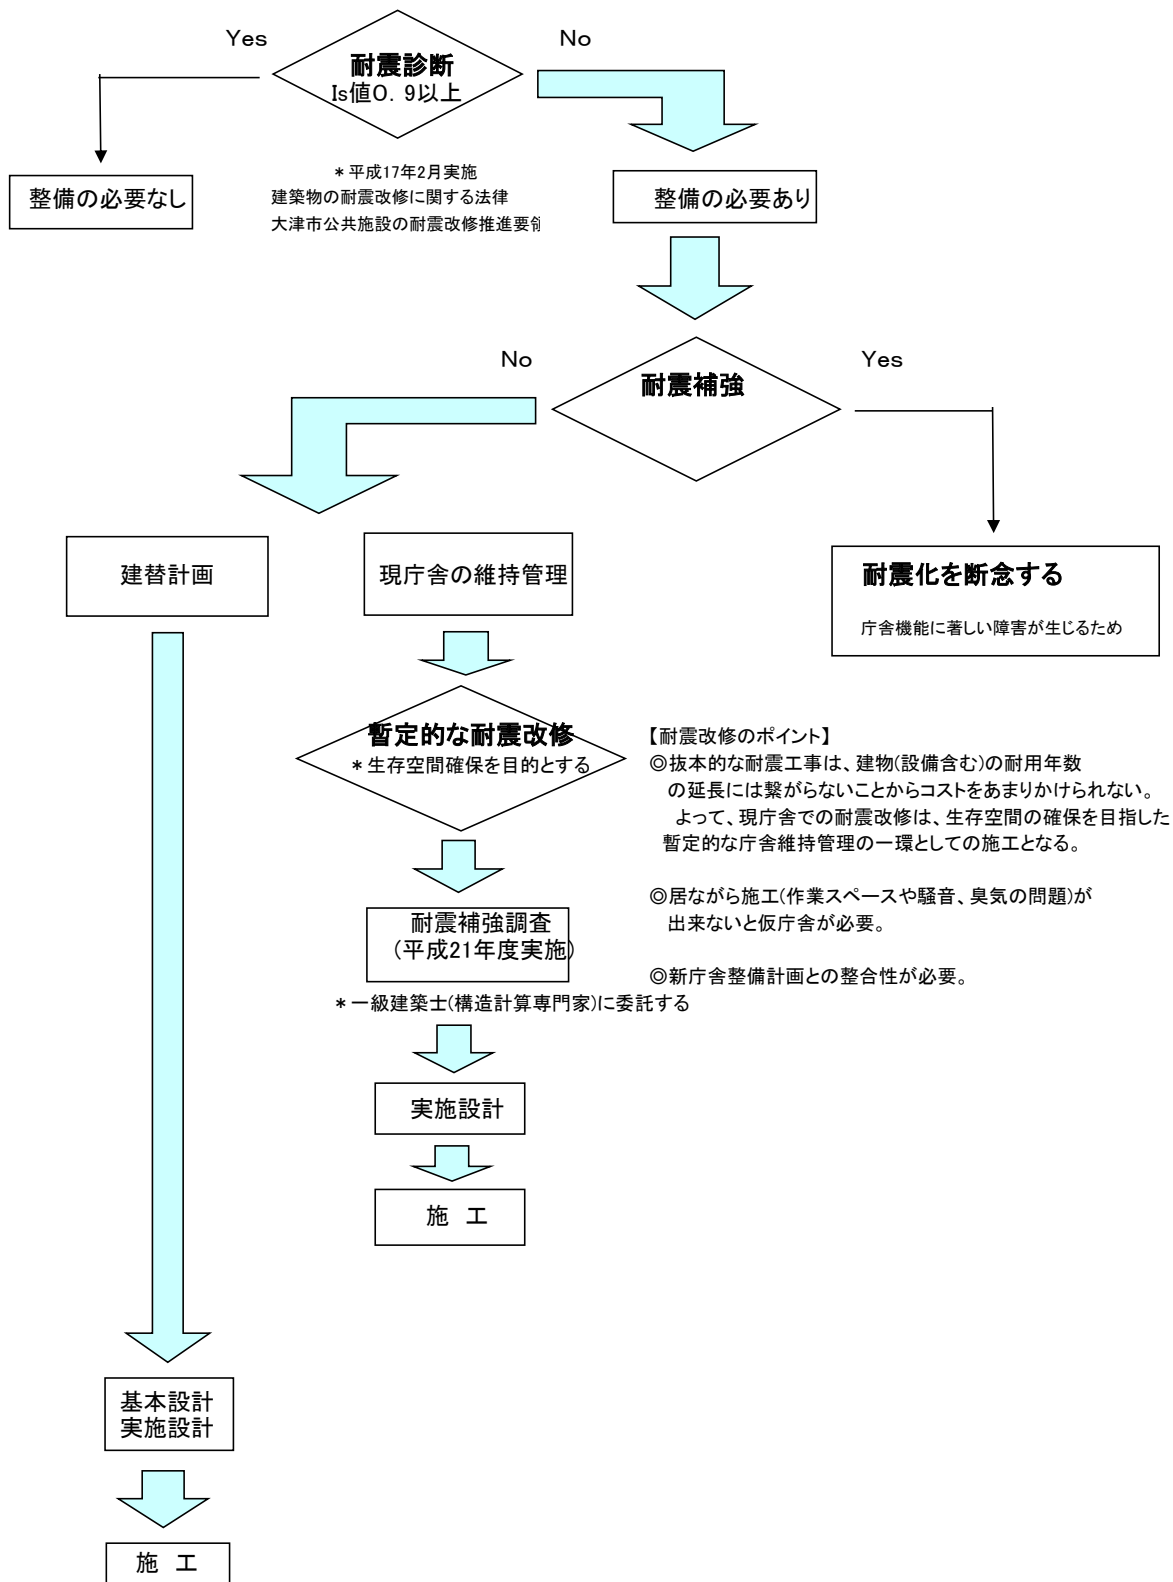 Yes
No
耐震診断
Is値0．9以上
＊平成17年2月実施
建築物の耐震改修に関する法律
大津市公共施設の耐震改修推進要領
整備の必要なし
整備の必要あり
No
Yes
耐震補強
建替計画
現庁舎の維持管理
耐震化を断念する
庁舎機能に著しい障害が生じるため
暫定的な耐震改修
＊生存空間確保を目的とする
【耐震改修のポイント】
◎抜本的な耐震工事は、建物(設備含む)の耐用年数
の延長には繋がらないことからコストをあまりかけられない。
よって、現庁舎での耐震改修は、生存空間の確保を目指した
暫定的な庁舎維持管理の一環としての施工となる。
◎居ながら施工(作業スペースや騒音、臭気の問題)が
出来ないと仮庁舎が必要。
◎新庁舎整備計画との整合性が必要。
耐震補強調査
(平成21年度実施)
＊一級建築士(構造計算専門家)に委託する
実施設計
施　工
基本設計
実施設計
施　工